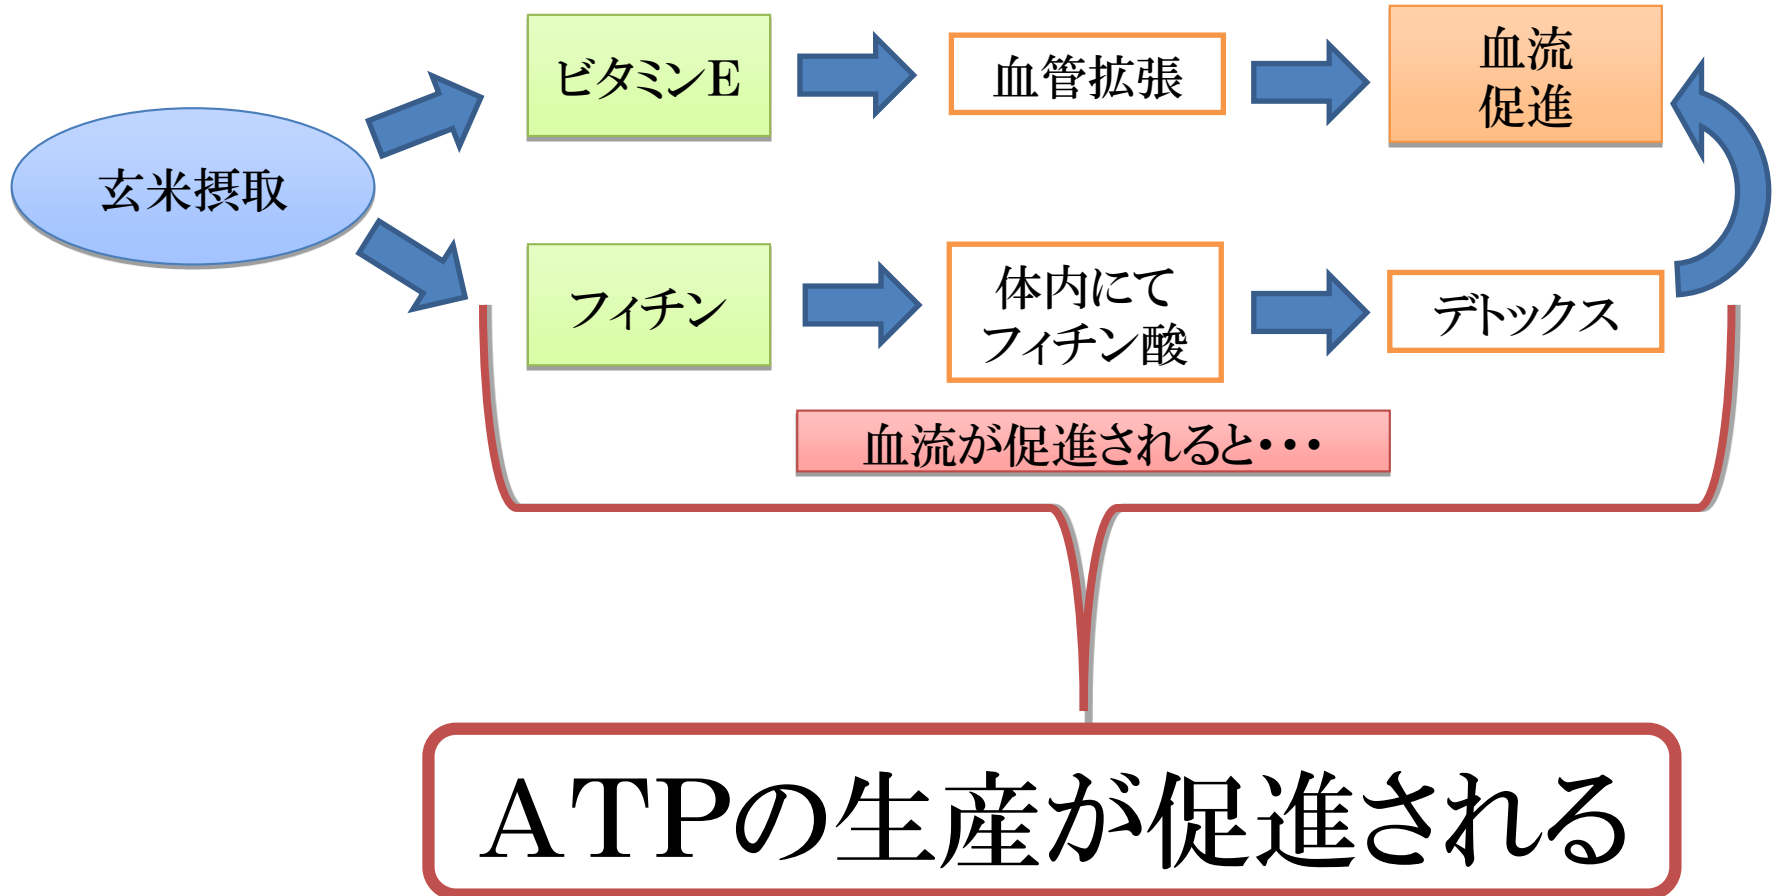 玄米摂取
ビタミンE
血管拡張
血流
促進
フィチン
体内にて
フィチン酸
デトックス
血流が促進されると・・・
ATPの生産が促進される